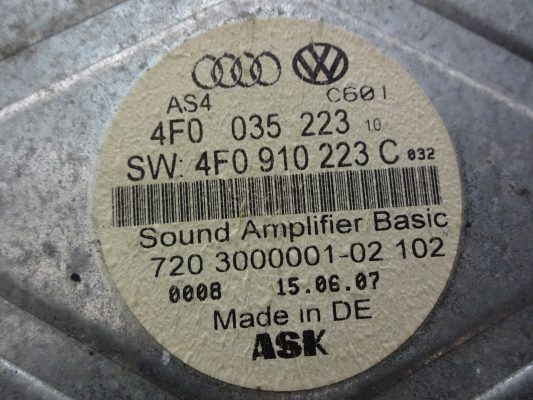 AS4 C601
4F0 035 223 10
SW: 4F0 910 223 C 032
Sound Amplifier Basic
720 3000001-02 102
0008 15.06.07
Made in DE
ASK